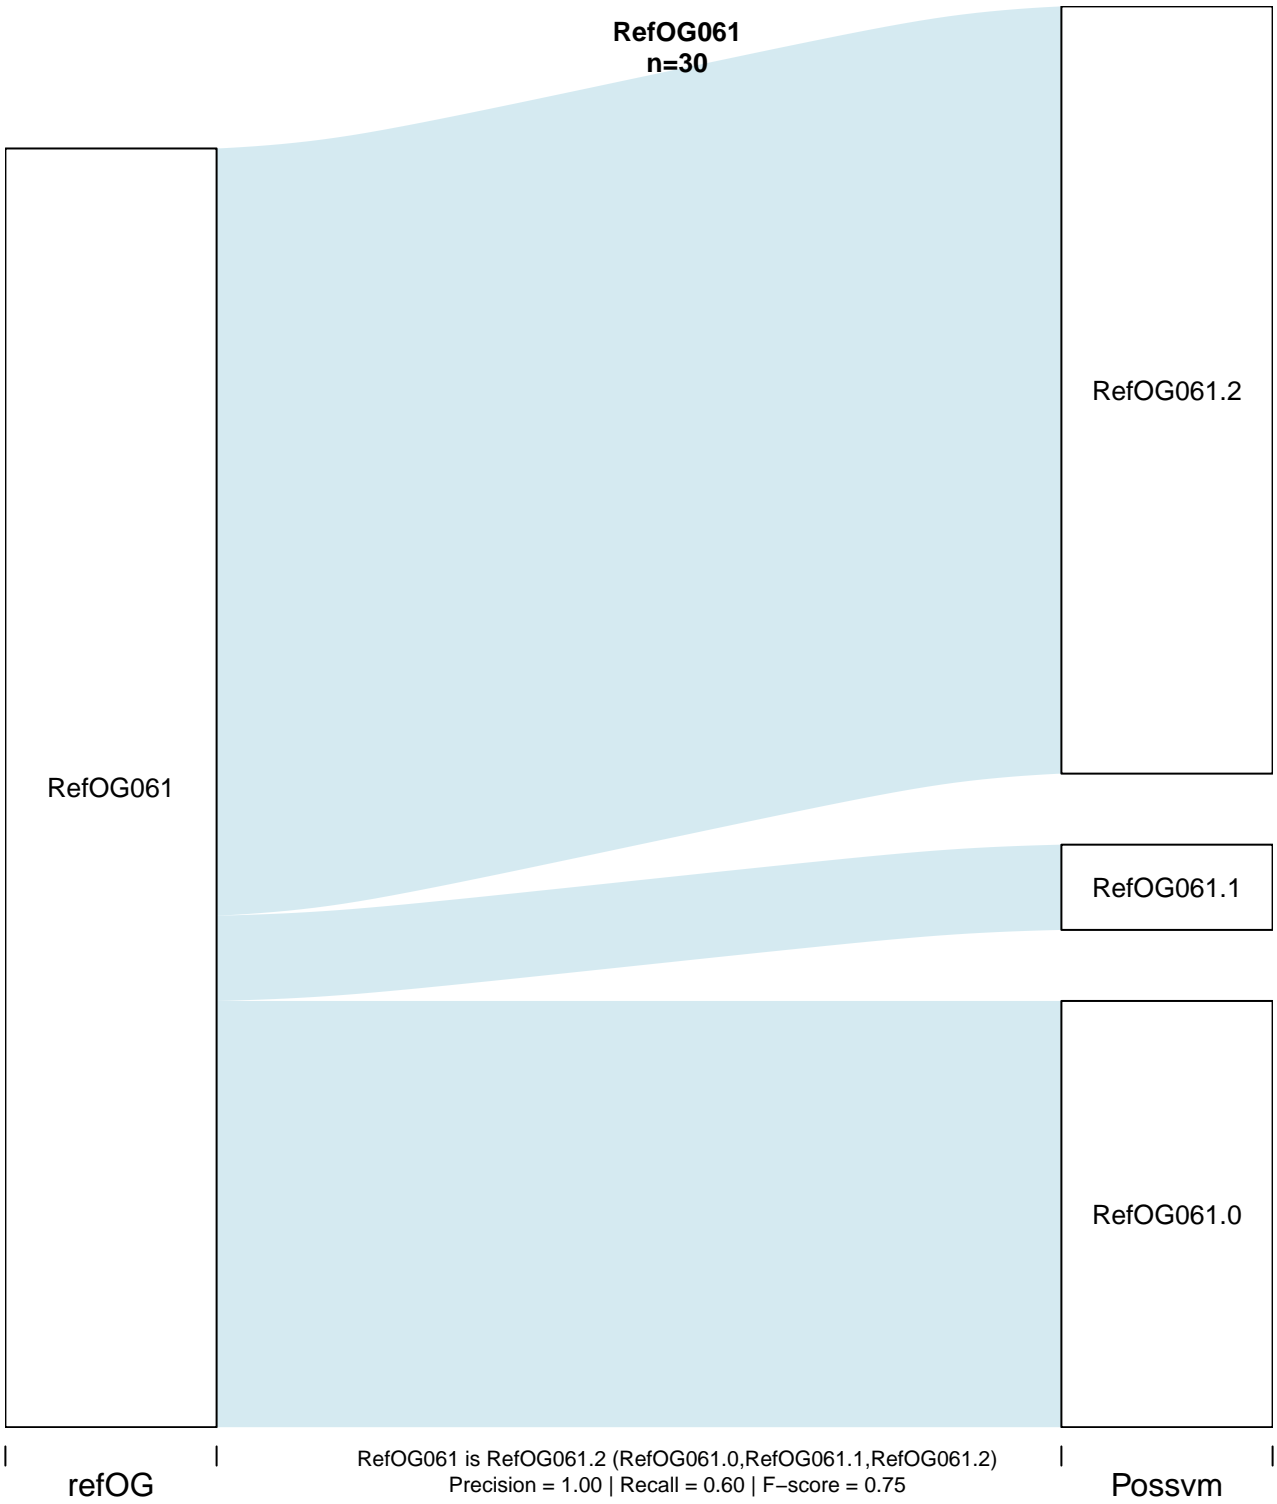 RefOG061
n=30
RefOG061.2
RefOG061
RefOG061.1
RefOG061.0
RefOG061 is RefOG061.2 (RefOG061.0,RefOG061.1,RefOG061.2)
Precision = 1.00 | Recall = 0.60 | F−score = 0.75
refOG
Possvm